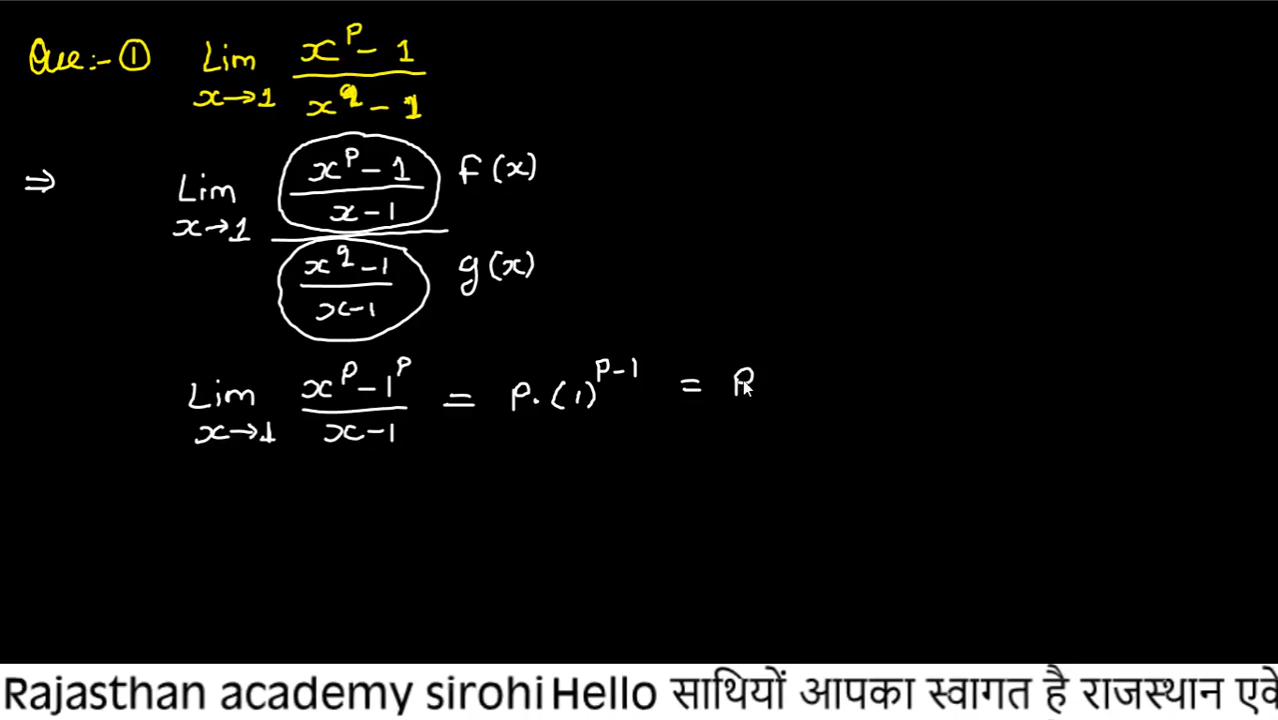 Que:- ① Lim x→1 (x^p - 1)/(x^q - 1)
⇒ Lim x→1 ((x^p - 1)/(x - 1))/((x^q - 1)/(x - 1)) f(x) g(x)
Lim x→1 (x^p - 1^p)/(x - 1) = p.(1)^(p-1) = P
Rajasthan academy sirohi Hello साथियों आपका स्वागत है राजस्थान एके